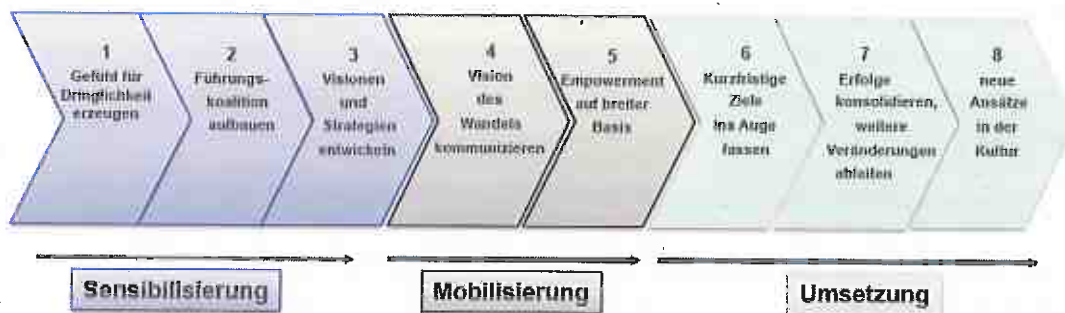 1
Gefühl für
Dringlichkeit
erzeugen
2
Führungs-
koalition
aufbauen
3
Visionen
und
Strategien
entwickeln
4
Vision
des
Wandels
kommunizieren
5
Empowerment
auf breiter
Basis
6
Kurzfristige
Ziele
ins Auge
fassen
7
Erfolge
konsolidieren,
weitere
Veränderungen
ableiten
8
neue
Ansätze
in der
Kultur
Sensibilisierung
Mobilisierung
Umsetzung